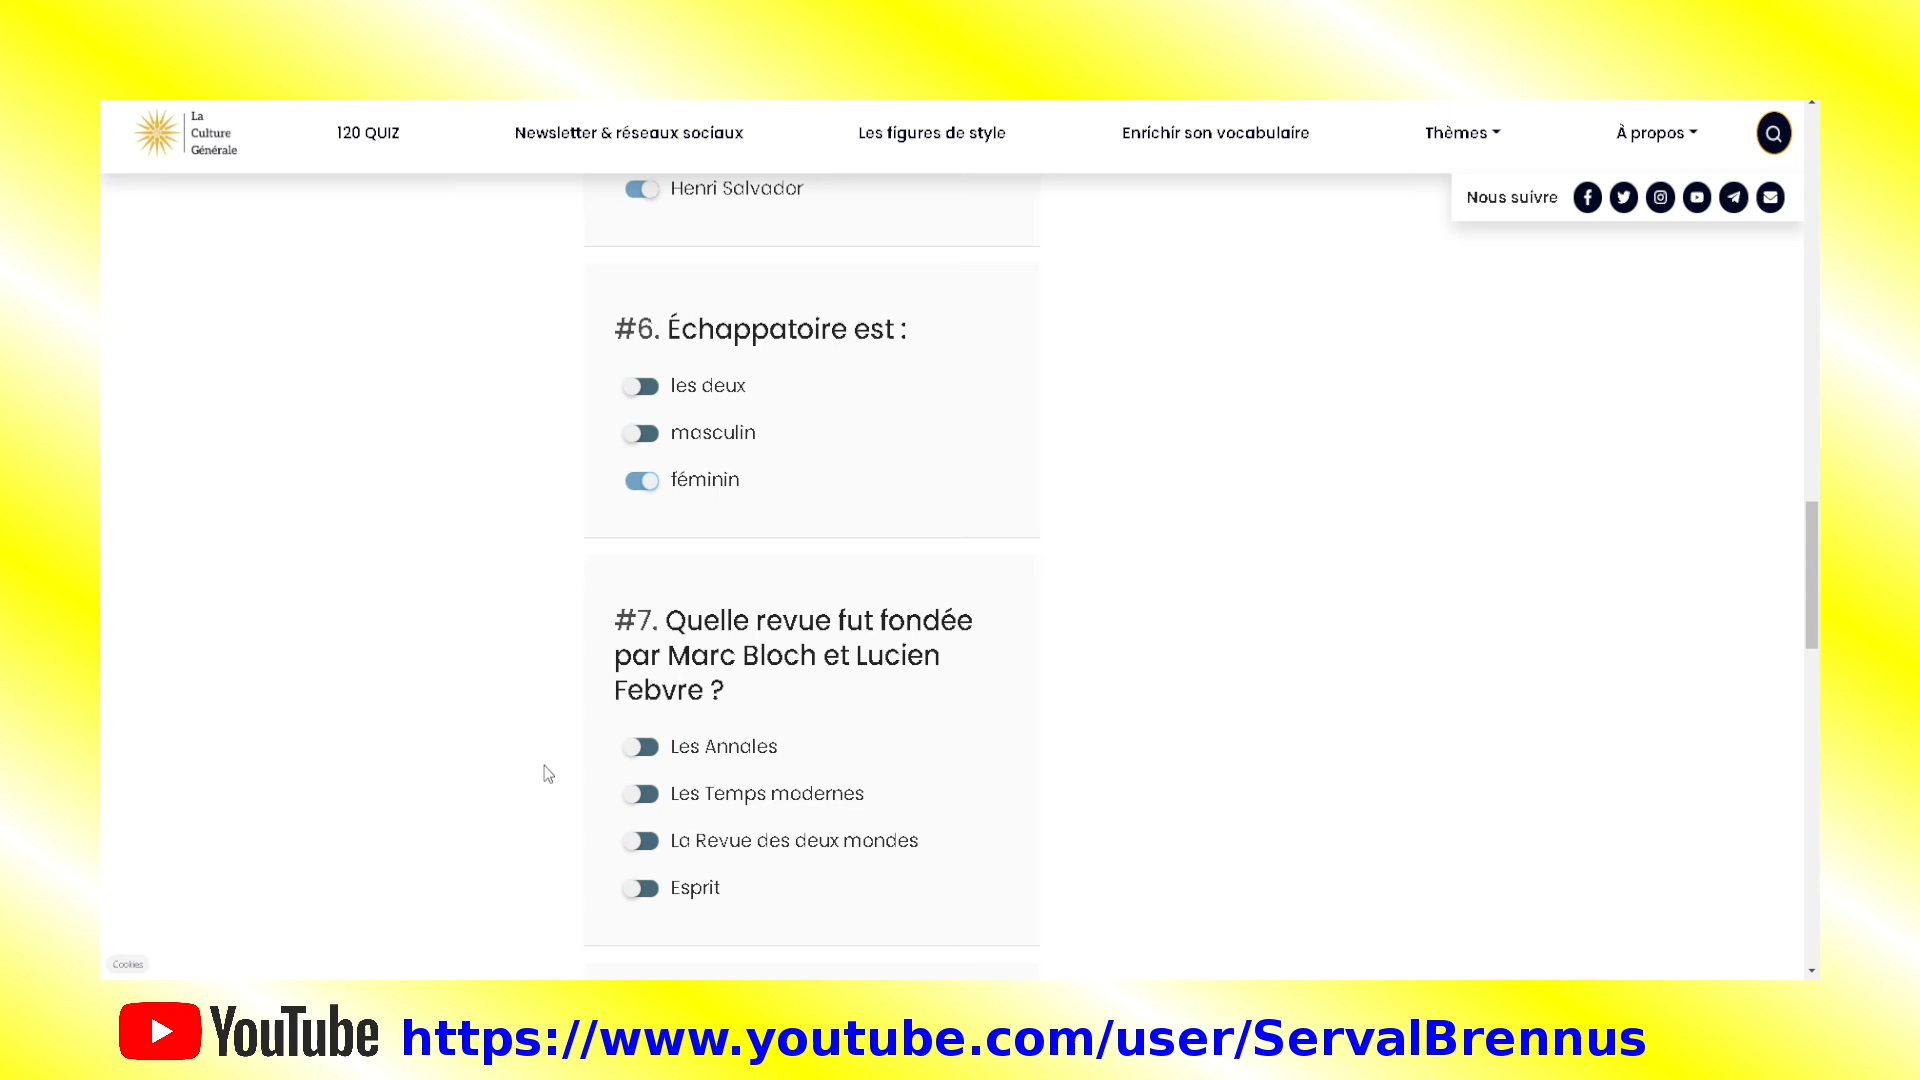 La
Culture
Générale
120 QUIZ
Newsletter & réseaux sociaux
Les figures de style
Enrichir son vocabulaire
Thèmes
À propos
Nous suivre
Henri Salvador
#6. Échappatoire est :
les deux
masculin
féminin
#7. Quelle revue fut fondée
par Marc Bloch et Lucien
Febvre ?
Les Annales
Les Temps modernes
La Revue des deux mondes
Esprit
Cookies
YouTube https://www.youtube.com/user/ServalBrennus